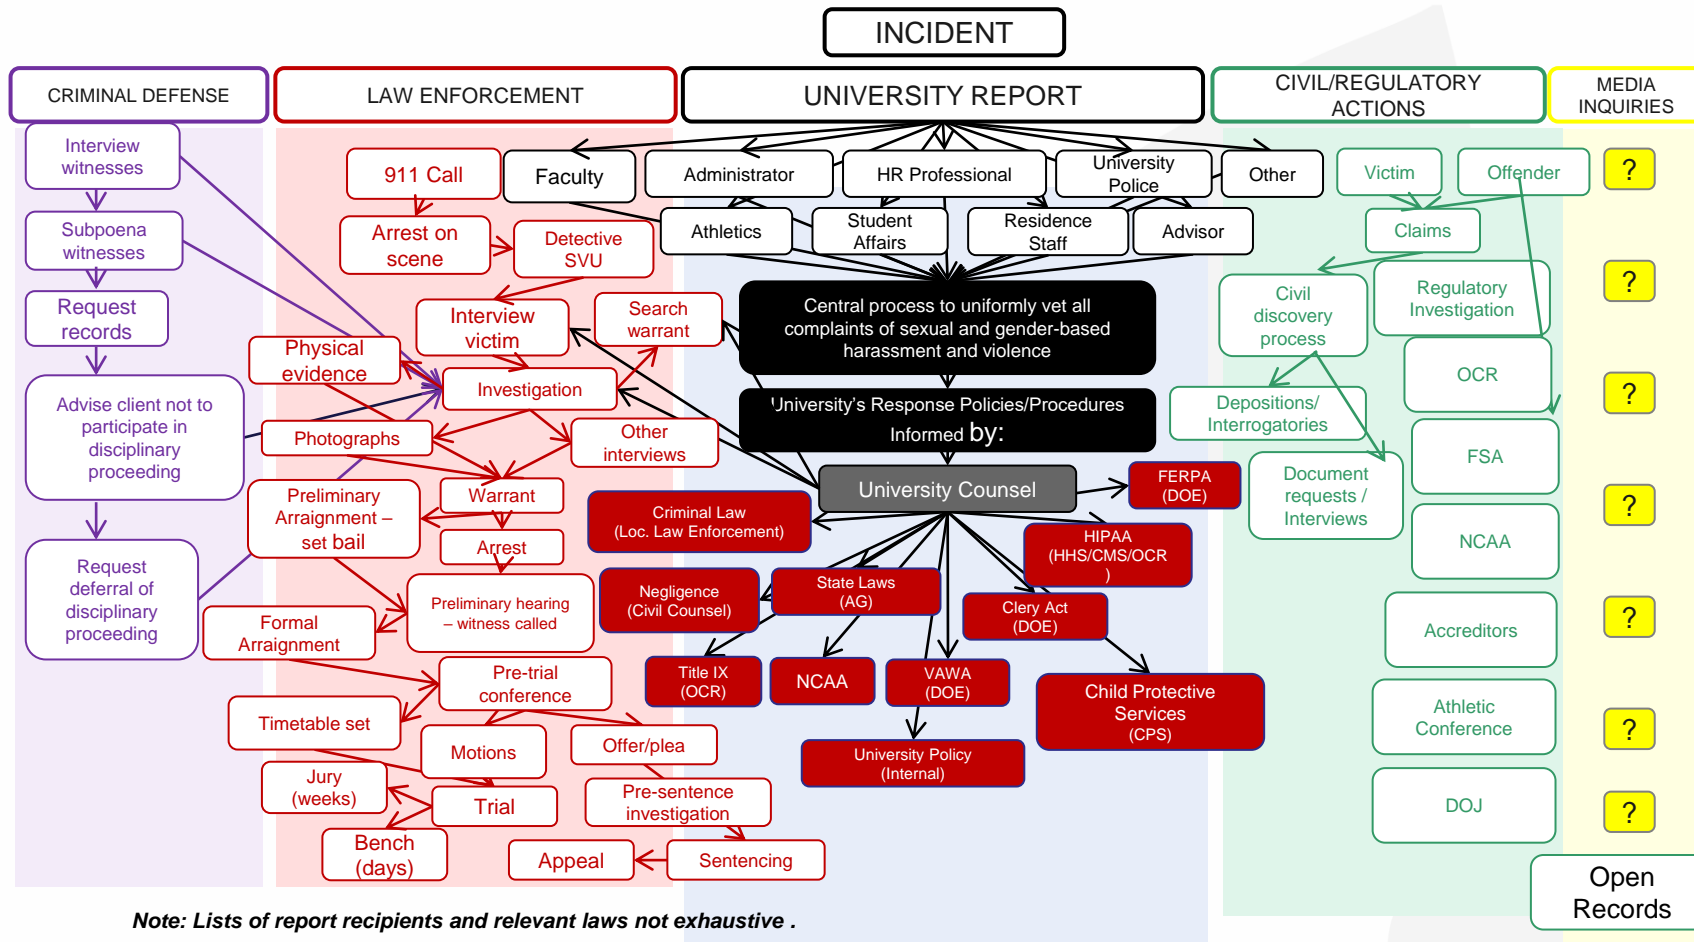 INCIDENT
CRIMINAL DEFENSE
LAW ENFORCEMENT
UNIVERSITY REPORT
CIVIL/REGULATORY
ACTIONS
MEDIA
INQUIRIES
Interview
witnesses
Subpoena
witnesses
Request
records
Advise client not to
participate in
disciplinary
proceeding
Request
deferral of
disciplinary
proceeding
911 Call
Arrest on
scene
Detective
SVU
Interview
victim
Search
warrant
Physical
evidence
Investigation
Photographs
Other
interviews
Warrant
Preliminary
Arraignment –
set bail
Arrest
Preliminary hearing
– witness called
Formal
Arraignment
Pre-trial
conference
Timetable set
Motions
Offer/plea
Jury
(weeks)
Trial
Pre-sentence
investigation
Bench
(days)
Appeal
Sentencing
Faculty
Administrator
HR Professional
University
Police
Other
Athletics
Student
Affairs
Residence
Staff
Advisor
Central process to uniformly vet all
complaints of sexual and gender-based
harassment and violence
University's Response Policies/Procedures
Informed by:
University Counsel
FERPA
(DOE)
Criminal Law
(Loc. Law Enforcement)
HIPAA
(HHS/CMS/OCR
)
Negligence
(Civil Counsel)
State Laws
(AG)
Clery Act
(DOE)
Title IX
(OCR)
NCAA
VAWA
(DOE)
Child Protective
Services
(CPS)
University Policy
(Internal)
Victim
Offender
Claims
Civil
discovery
process
Regulatory
Investigation
OCR
Depositions/
Interrogatories
FSA
Document
requests /
Interviews
NCAA
Accreditors
Athletic
Conference
DOJ
?
?
?
?
?
?
?
Open
Records
Note: Lists of report recipients and relevant laws not exhaustive .